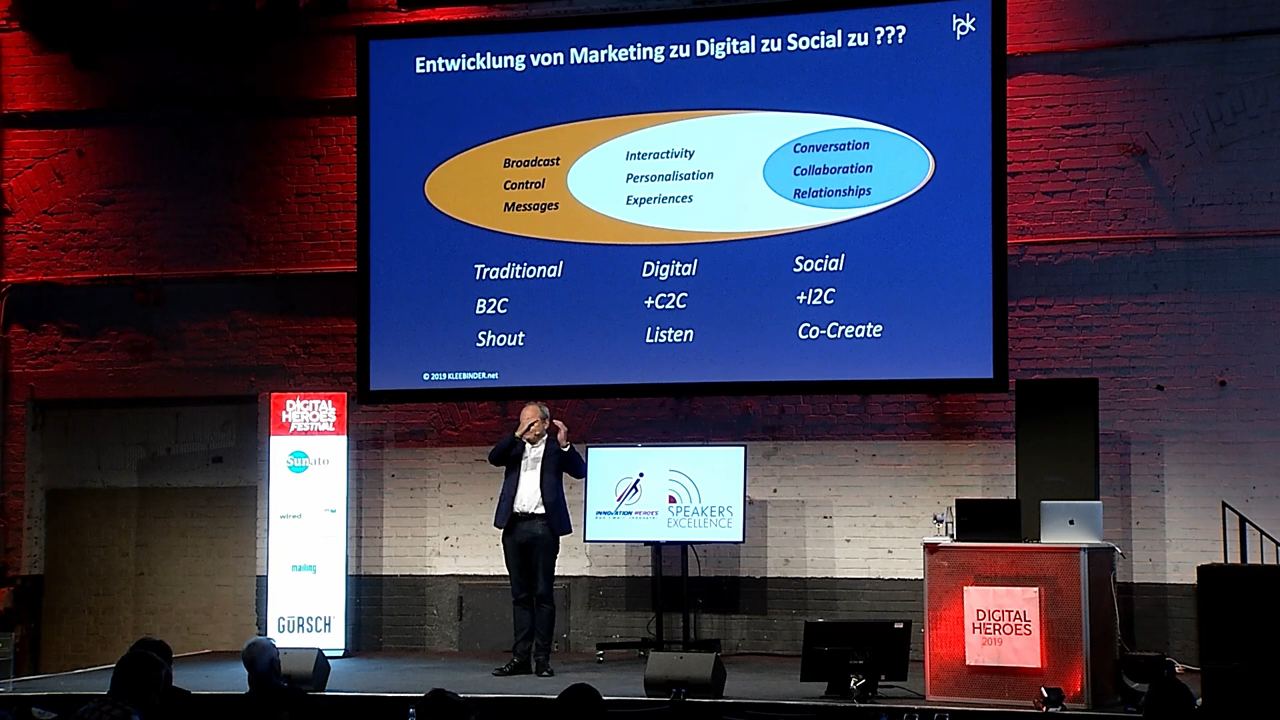 Entwicklung von Marketing zu Digital zu Social zu ???
hpk
Broadcast
Control
Messages
Interactivity
Personalisation
Experiences
Conversation
Collaboration
Relationships
Traditional
Digital
Social
B2C
+C2C
+I2C
Shout
Listen
Co-Create
© 2019 KLEEBINDER.net
DIGITAL
HEROES
FESTIVAL
Sunato
wired
mailing
GÜRSCH
INNOVATION HEROES
SPEAKERS
EXCELLENCE
DIGITAL
HEROES
2019